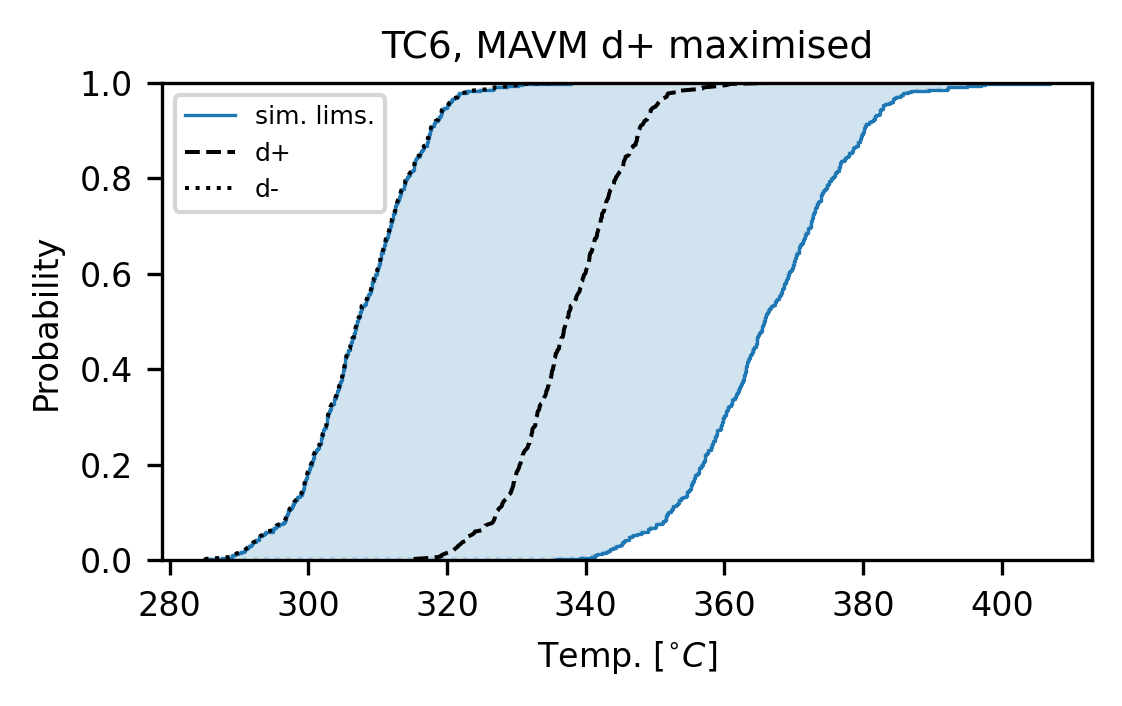 TC6, MAVM d+ maximised
sim. lims.
d+
d-
Probability
1.0
0.8
0.6
0.4
0.2
0.0
280 300 320 340 360 380 400
Temp. [°C]